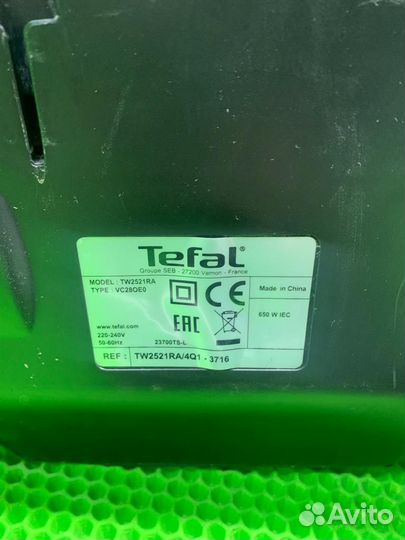 Tefal®
Groupe SEB - 27200 Vernon - France
MODEL : TW2521RA
TYPE : VC28OE0
Made in China
650 W IEC
EAC
www.tefal.com
220-240V
50-60Hz
23700TS-L
REF : TW2521RA/4Q1 - 3716
Avito